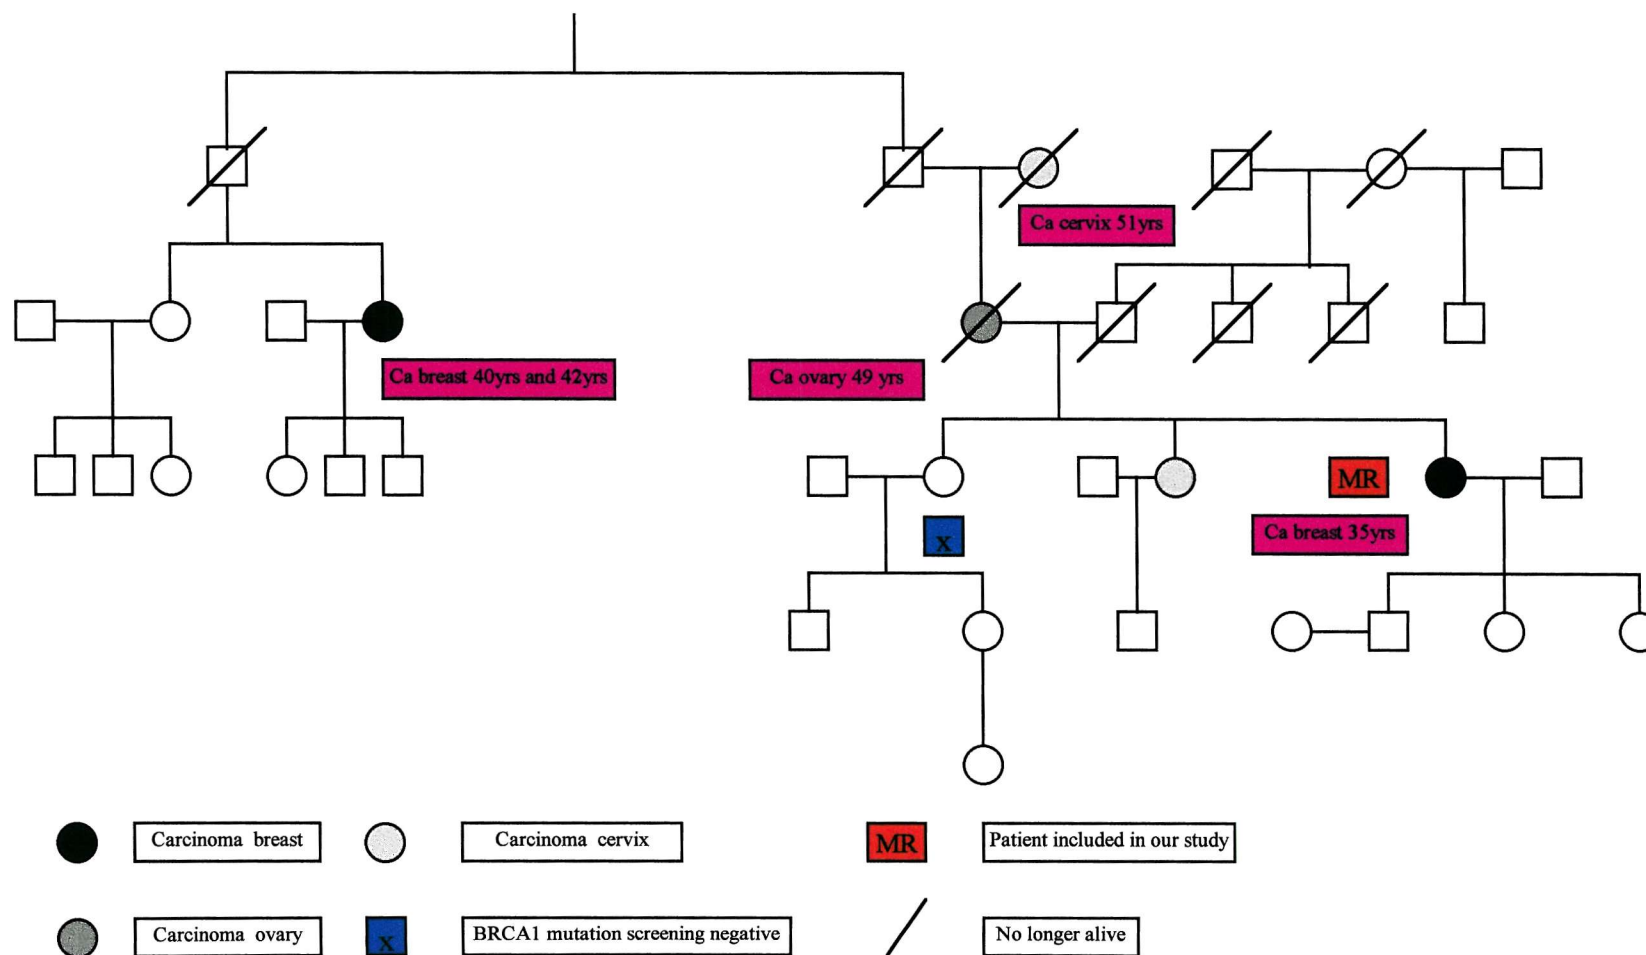 Ca cervix 51yrs
Ca breast 40yrs and 42yrs
Ca ovary 49 yrs
MR
x
Ca breast 35yrs
Carcinoma breast
Carcinoma cervix
MR
Patient included in our study
Carcinoma ovary
x
BRCA1 mutation screening negative
No longer alive